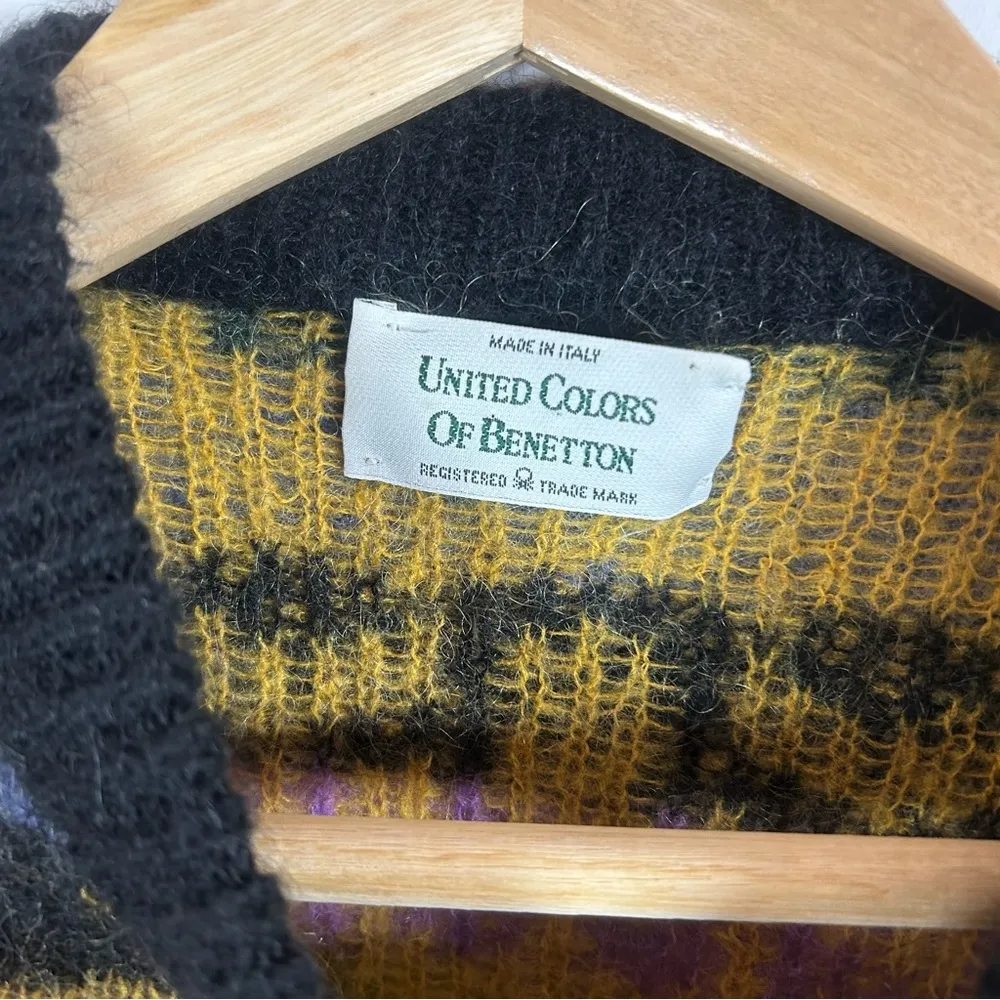 MADE IN ITALY
UNITED COLORS
OF BENETTON
REGISTERED TRADE MARK